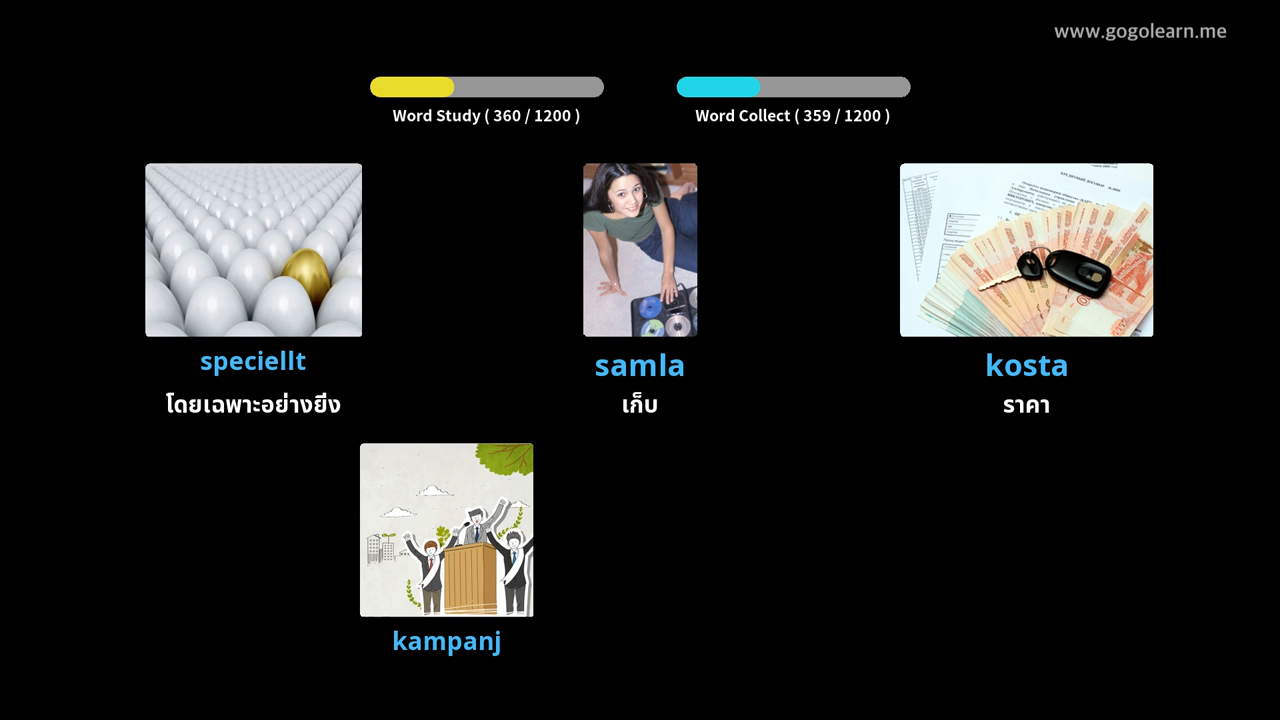 www.gogolearn.me
Word Study ( 360 / 1200 )
Word Collect ( 359 / 1200 )
speciellt
samla
kosta
โดยเฉพาะอย่างยิ่ง
เก็บ
ราคา
kampanj